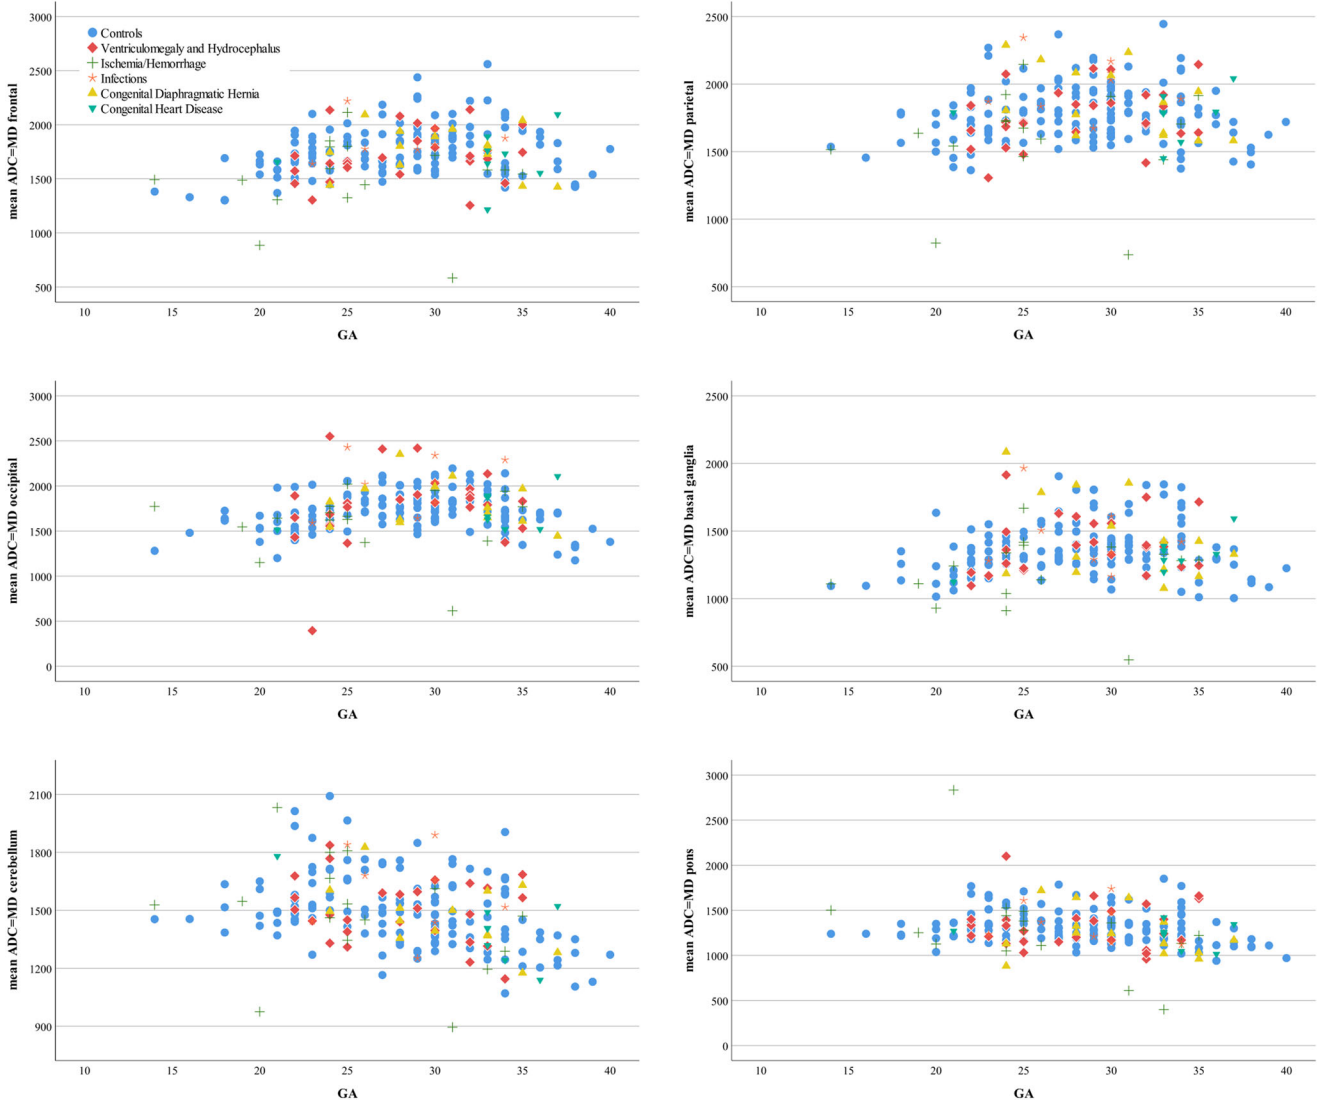 3000
2500
2000
1500
1000
500
mean ADC=MD frontal
Controls
Ventriculomegaly and Hydrocephalus
Ischemia/Hemorrhage
Infections
Congenital Diaphragmatic Hernia
Congenital Heart Disease
10 15 20 25 30 35 40
GA
2500
2000
1500
1000
500
mean ADC=MD parietal
10 15 20 25 30 35 40
GA
3000
2500
2000
1500
1000
500
0
mean ADC=MD occipital
10 15 20 25 30 35 40
GA
2500
2000
1500
1000
500
mean ADC=MD basal ganglia
10 15 20 25 30 35 40
GA
2100
1800
1500
1200
900
mean ADC=MD cerebellum
10 15 20 25 30 35 40
GA
3000
2500
2000
1500
1000
500
0
mean ADC=MD pons
10 15 20 25 30 35 40
GA